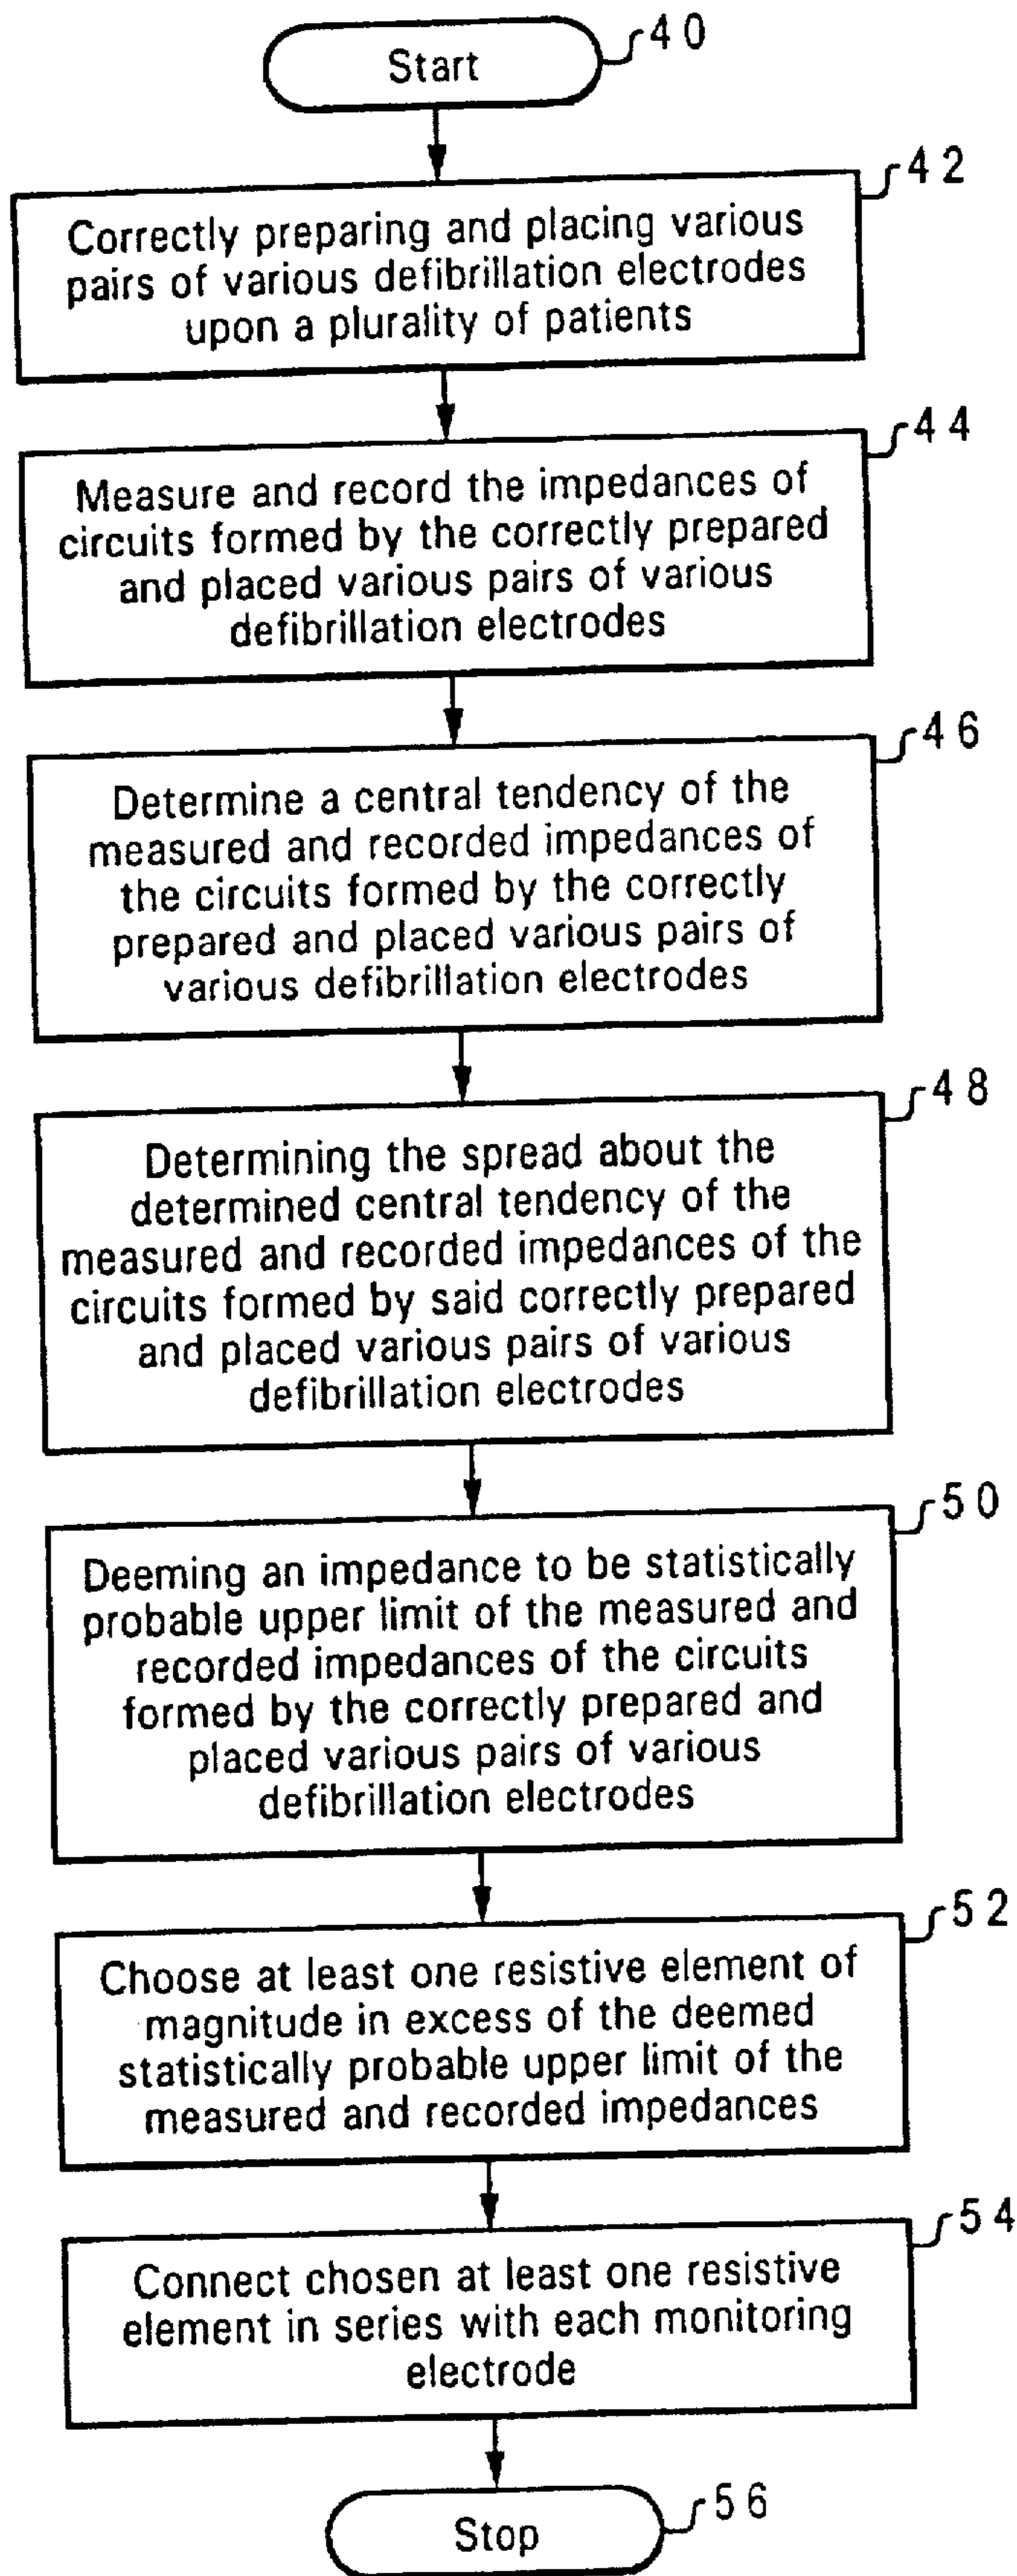 Start
40
42
Correctly preparing and placing various
pairs of various defibrillation electrodes
upon a plurality of patients
44
Measure and record the impedances of
circuits formed by the correctly prepared
and placed various pairs of various
defibrillation electrodes
46
Determine a central tendency of the
measured and recorded impedances of
the circuits formed by the correctly
prepared and placed various pairs of
various defibrillation electrodes
48
Determining the spread about the
determined central tendency of the
measured and recorded impedances of the
circuits formed by said correctly prepared
and placed various pairs of various
defibrillation electrodes
50
Deeming an impedance to be statistically
probable upper limit of the measured and
recorded impedances of the circuits
formed by the correctly prepared and
placed various pairs of various
defibrillation electrodes
52
Choose at least one resistive element of
magnitude in excess of the deemed
statistically probable upper limit of the
measured and recorded impedances
54
Connect chosen at least one resistive
element in series with each monitoring
electrode
56
Stop